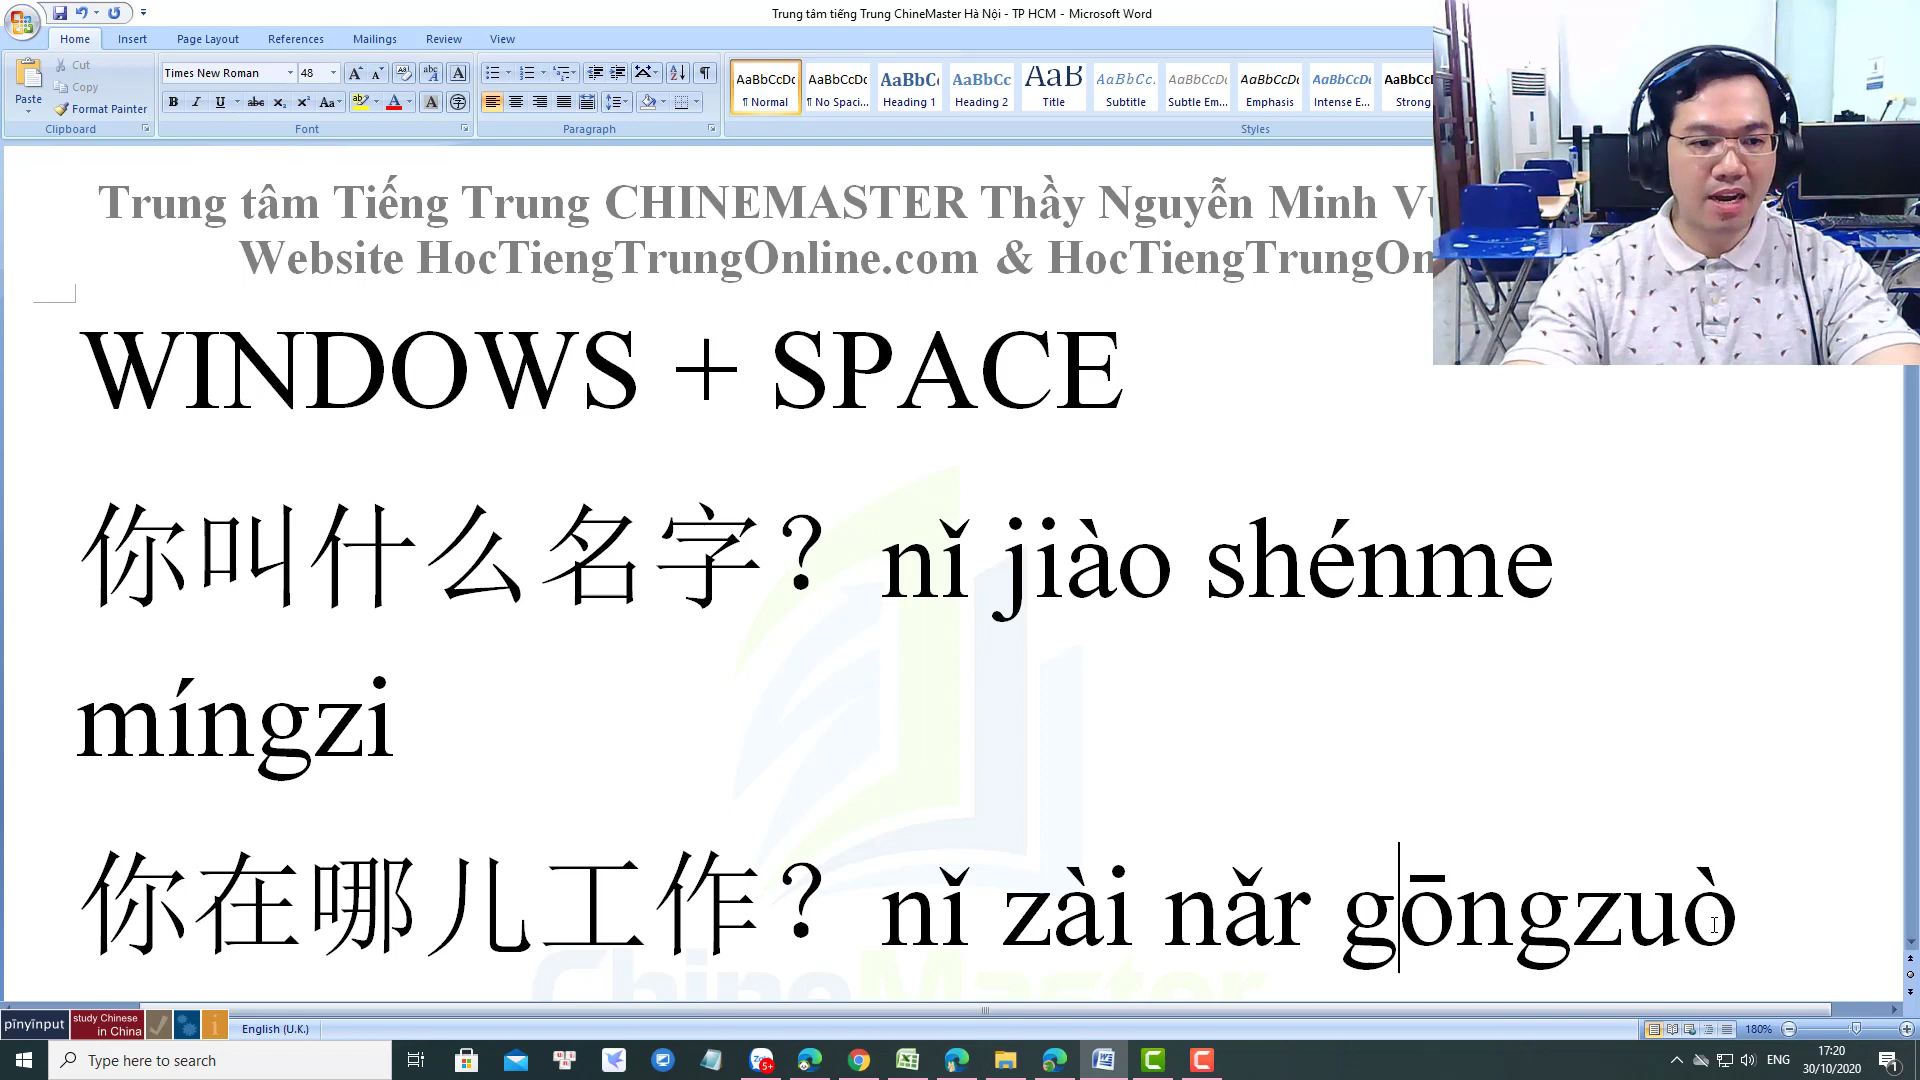 Trung tâm tiếng Trung ChineMaster Hà Nội - TP HCM - Microsoft Word
Home Insert Page Layout References Mailings Review View
Paste
Cut
Copy
Format Painter
Clipboard
Times New Roman 48
Font
Paragraph
AaBbCcDc AaBbCcDc AaBbC AaBbCc AaB AaBbCc. AaBbCcDc AaBbCcDc AaBbCcDc AaBbCcDc
¶ Normal ¶ No Spaci... Heading 1 Heading 2 Title Subtitle Subtle Em... Emphasis Intense E... Strong
Styles
Trung tâm Tiếng Trung CHINEMASTER Thầy Nguyễn Minh V
Website HocTiengTrungOnline.com & HocTiengTrungOn
WINDOWS + SPACE
你叫什么名字？ nǐ jiào shénme
míngzi
你在哪儿工作？ nǐ zài nǎr gōngzuò
ChineMaster
pīnyīnput study Chinese in China English (U.K.) 180%
Type here to search
ENG 17:20
30/10/2020